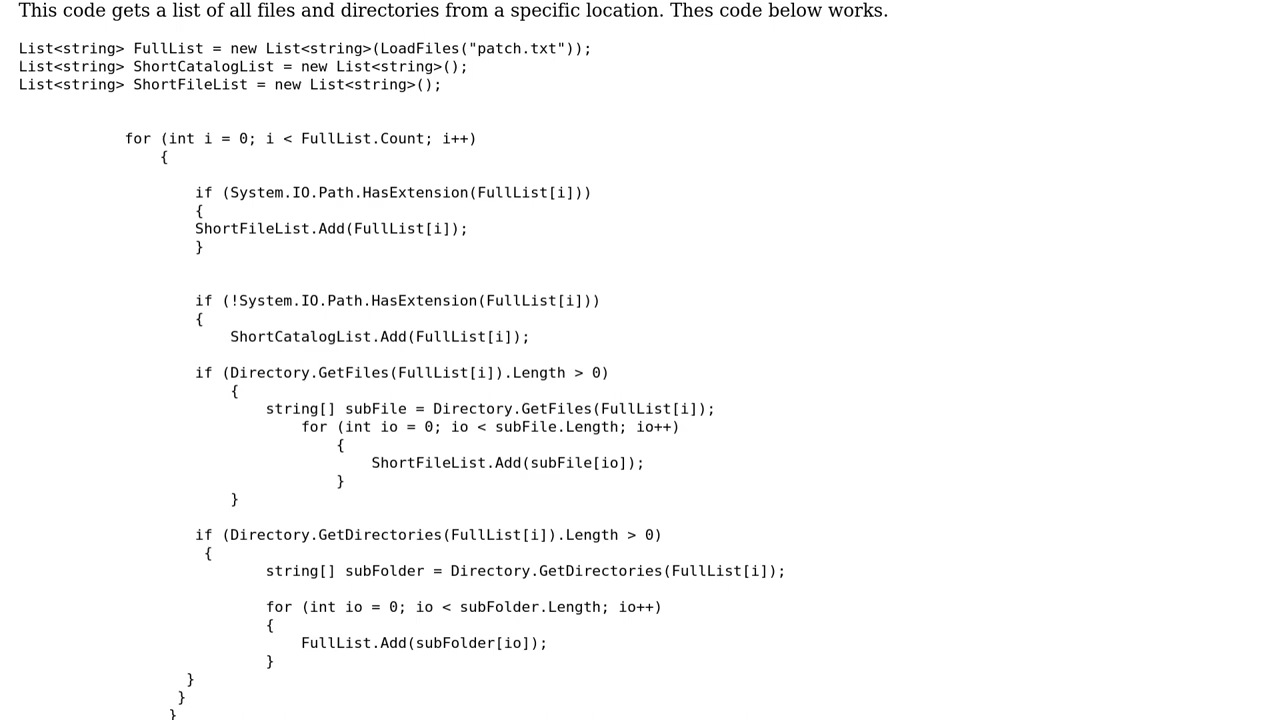 This code gets a list of all files and directories from a specific location. Thes code below works.
List<string> FullList = new List<string>(LoadFiles("patch.txt"));
List<string> ShortCatalogList = new List<string>();
List<string> ShortFileList = new List<string>();
for (int i = 0; i < FullList.Count; i++)
{
if (System.IO.Path.HasExtension(FullList[i]))
{
ShortFileList.Add(FullList[i]);
}
if (!System.IO.Path.HasExtension(FullList[i]))
{
ShortCatalogList.Add(FullList[i]);
if (Directory.GetFiles(FullList[i]).Length > 0)
{
string[] subFile = Directory.GetFiles(FullList[i]);
for (int io = 0; io < subFile.Length; io++)
{
ShortFileList.Add(subFile[io]);
}
}
if (Directory.GetDirectories(FullList[i]).Length > 0)
{
string[] subFolder = Directory.GetDirectories(FullList[i]);
for (int io = 0; io < subFolder.Length; io++)
{
FullList.Add(subFolder[io]);
}
}
}
}